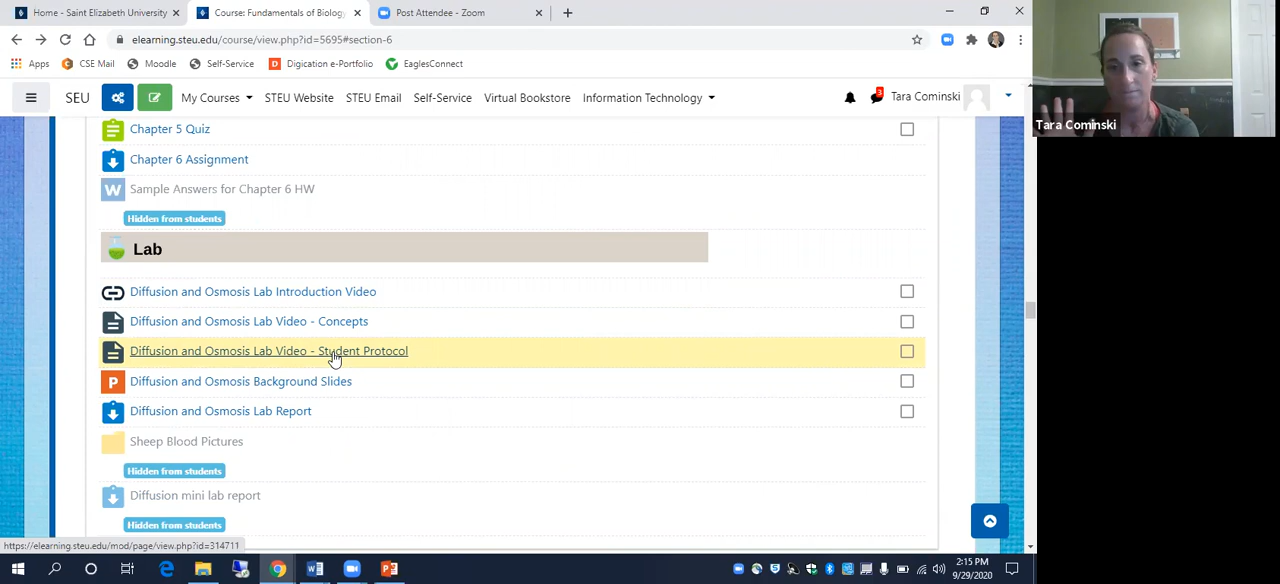 Home - Saint Elizabeth University
Course: Fundamentals of Biology
Post Attendee - Zoom
elearning.steu.edu/course/view.php?id=5695#section-6
Apps CSE Mail Moodle Self-Service Digication e-Portfolio EaglesConnect
SEU My Courses STEU Website STEU Email Self-Service Virtual Bookstore Information Technology 3 Tara Cominski
Tara Cominski
Chapter 5 Quiz
Chapter 6 Assignment
W Sample Answers for Chapter 6 HW
Hidden from students
Lab
Diffusion and Osmosis Lab Introduction Video
Diffusion and Osmosis Lab Video - Concepts
Diffusion and Osmosis Lab Video - Student Protocol
P Diffusion and Osmosis Background Slides
Diffusion and Osmosis Lab Report
Sheep Blood Pictures
Hidden from students
Diffusion mini lab report
Hidden from students
https://elearning.steu.edu/mod/page/view.php?id=314711
2:15 PM
9/29/2020